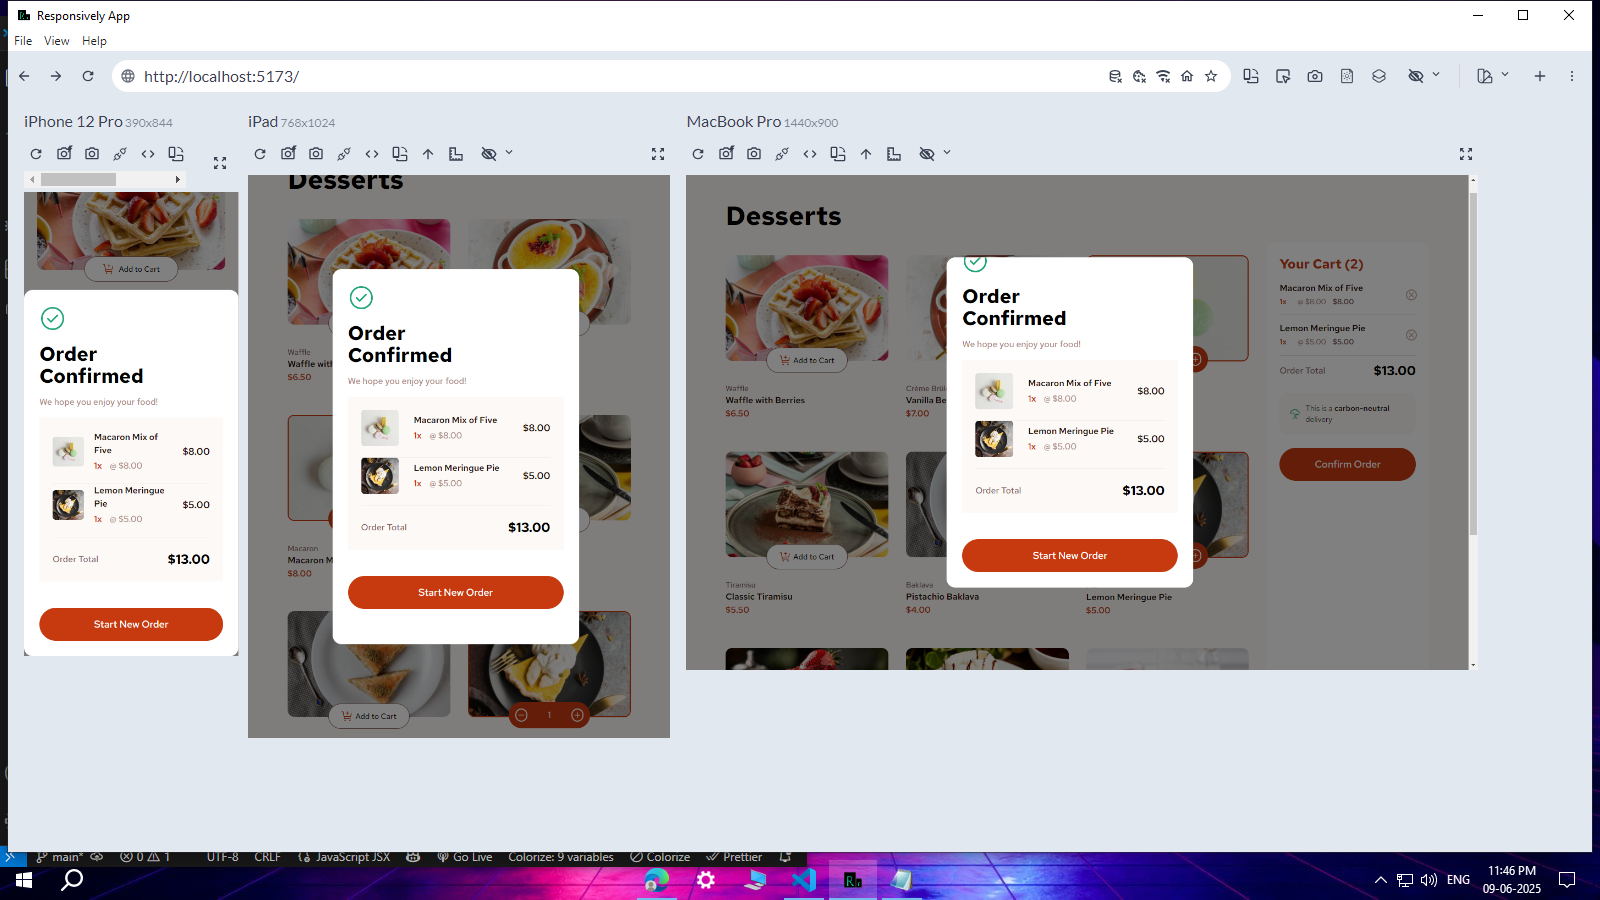 Responsively App
File View Help
http://localhost:5173/
iPhone 12 Pro 390x844
Add to Cart
Order
Confirmed
We hope you enjoy your food!
Macaron Mix of
Five
1x @ $8.00
$8.00
Lemon Meringue
Pie
1x @ $5.00
$5.00
Order Total $13.00
Start New Order
iPad 768x1024
Desserts
Waffle
Waffle with
$6.50
Macaron
Macaron M
$8.00
Order
Confirmed
We hope you enjoy your food!
Macaron Mix of Five
1x @ $8.00
$8.00
Lemon Meringue Pie
1x @ $5.00
$5.00
Order Total $13.00
Start New Order
Add to Cart
1
MacBook Pro 1440x900
Desserts
Add to Cart
Waffle
Waffle with Berries
$6.50
Crème Brûl
Vanilla Be
$7.00
Add to Cart
Tiramisu
Classic Tiramisu
$5.50
Baklava
Pistachio Baklava
$4.00
Lemon Meringue Pie
$5.00
Order
Confirmed
We hope you enjoy your food!
Macaron Mix of Five
1x @ $8.00
$8.00
Lemon Meringue Pie
1x @ $5.00
$5.00
Order Total $13.00
Start New Order
Your Cart (2)
Macaron Mix of Five
1x @ $8.00 $8.00
Lemon Meringue Pie
1x @ $5.00 $5.00
Order Total $13.00
This is a carbon-neutral
delivery
Confirm Order
main* 0 1 UTF-8 CRLF JavaScript JSX Go Live Colorize: 9 variables Colorize Prettier
ENG
11:46 PM
09-06-2025